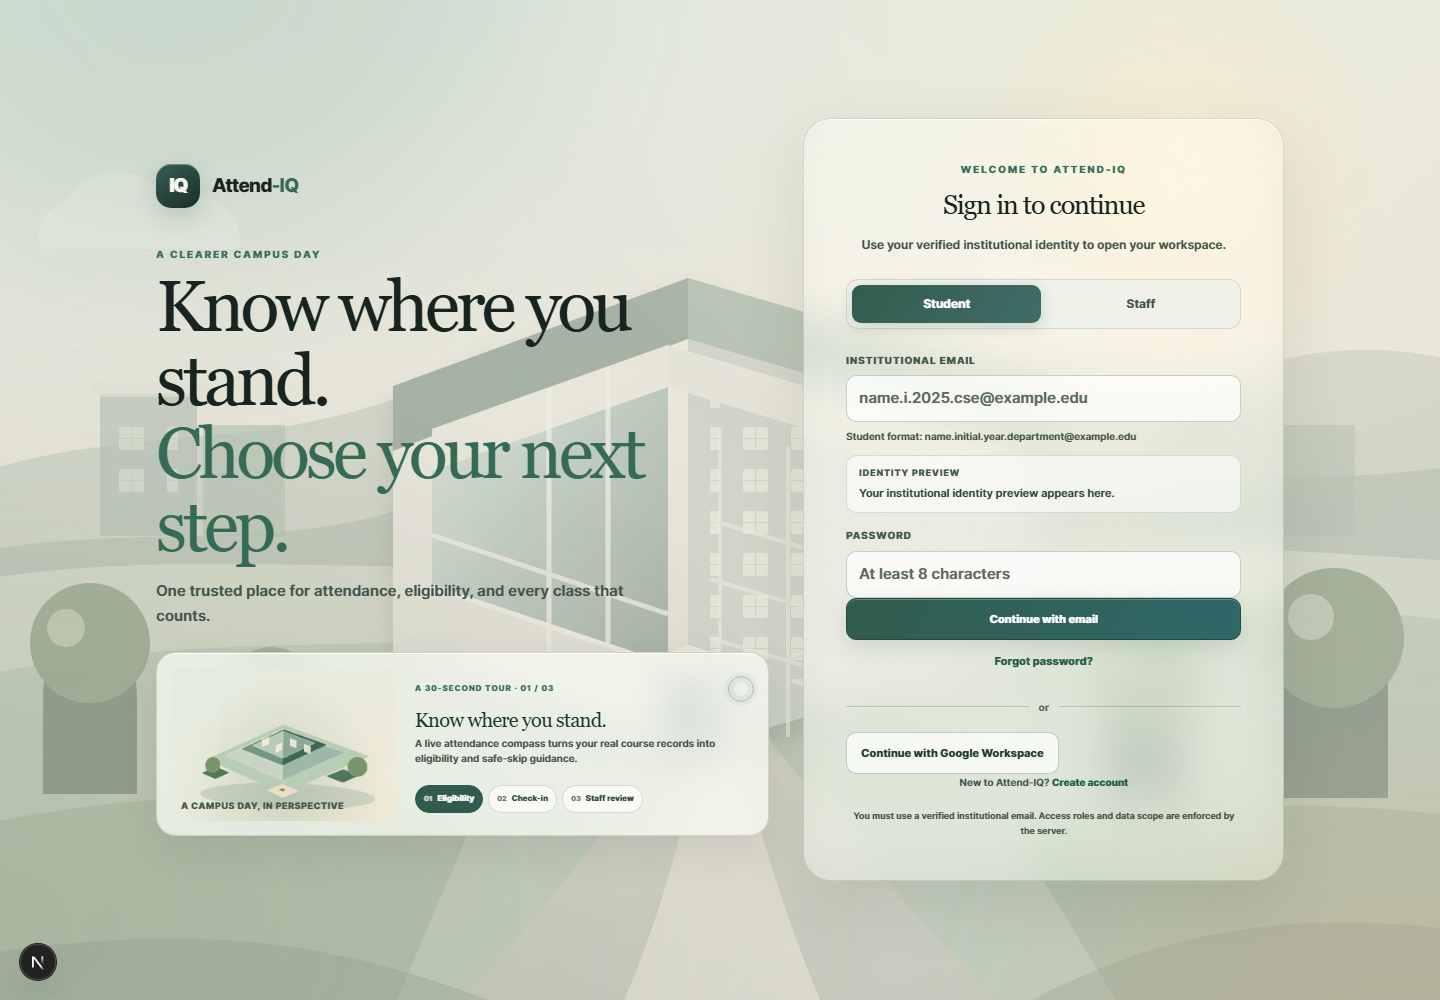 IQ Attend-IQ
A CLEARER CAMPUS DAY
Know where you
stand.
Choose your next
step.
One trusted place for attendance, eligibility, and every class that
counts.
A 30-SECOND TOUR · 01 / 03
Know where you stand.
A live attendance compass turns your real course records into
eligibility and safe-skip guidance.
01 Eligibility 02 Check-in 03 Staff review
A CAMPUS DAY, IN PERSPECTIVE
WELCOME TO ATTEND-IQ
Sign in to continue
Use your verified institutional identity to open your workspace.
Student Staff
INSTITUTIONAL EMAIL
name.i.2025.cse@example.edu
Student format: name.initial.year.department@example.edu
IDENTITY PREVIEW
Your institutional identity preview appears here.
PASSWORD
At least 8 characters
Continue with email
Forgot password?
or
Continue with Google Workspace
New to Attend-IQ? Create account
You must use a verified institutional email. Access roles and data scope are enforced by
the server.
N